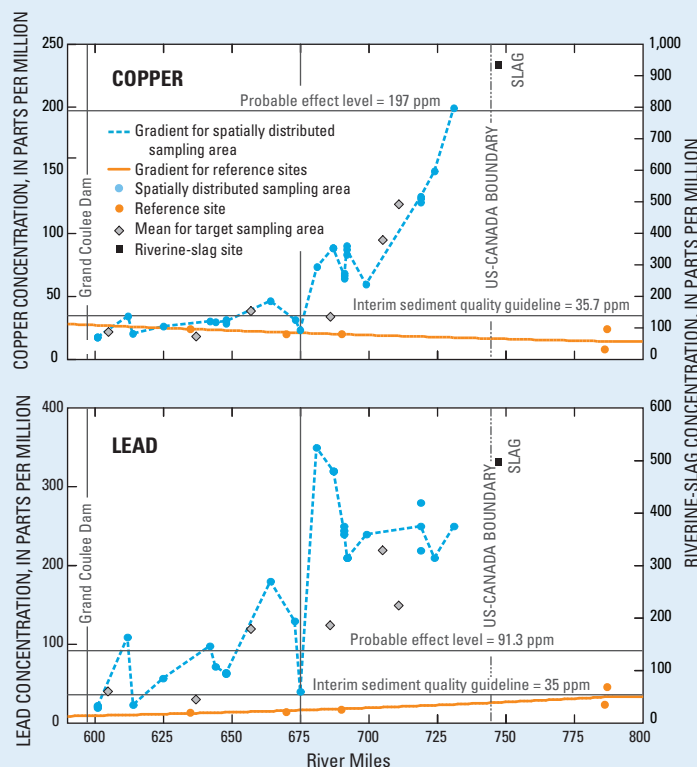 250
200
150
100
50
0
COPPER CONCENTRATION, IN PARTS PER MILLION
COPPER
Grand Coulee Dam
Probable effect level = 197 ppm
Gradient for spatially distributed
sampling area
Gradient for reference sites
Spatially distributed sampling area
Reference site
Mean for target sampling area
Riverine-slag site
Interim sediment quality guideline = 35.7 ppm
US-CANADA BOUNDARY
SLAG
1,000
900
800
700
600
500
400
300
200
100
0
RIVERINE-SLAG CONCENTRATION, IN PARTS PER MILLION
400
300
200
100
0
LEAD CONCENTRATION, IN PARTS PER MILLION
LEAD
Grand Coulee Dam
Probable effect level = 91.3 ppm
Interim sediment quality guideline = 35 ppm
US-CANADA BOUNDARY
SLAG
600
500
400
300
200
100
0
600
625
650
675
700
725
750
775
800
River Miles